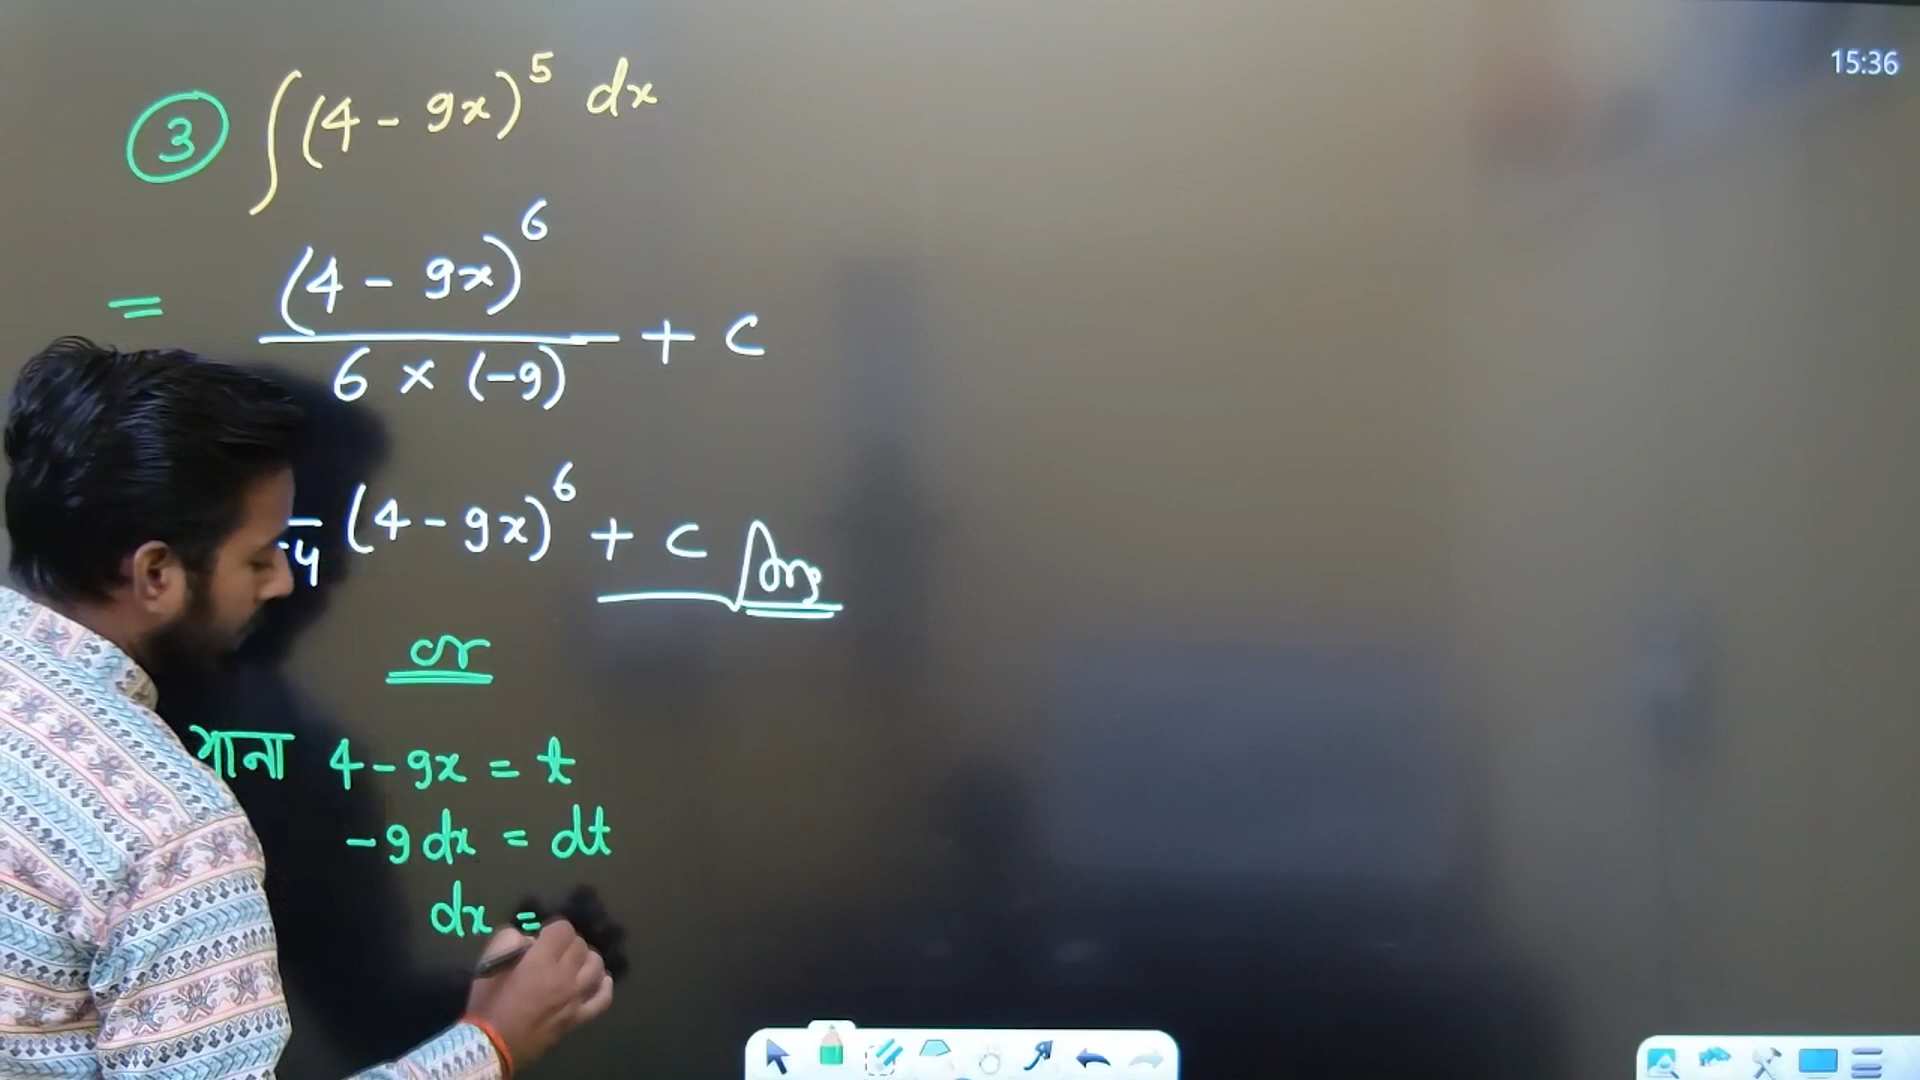 15:36
③ ∫(4 - 9x)⁵ dx
= (4 - 9x)⁶ / 6 × (-9) + c
(4 - 9x)⁶ + c Ans
or
माना 4 - 9x = t
-9dx = dt
dx =